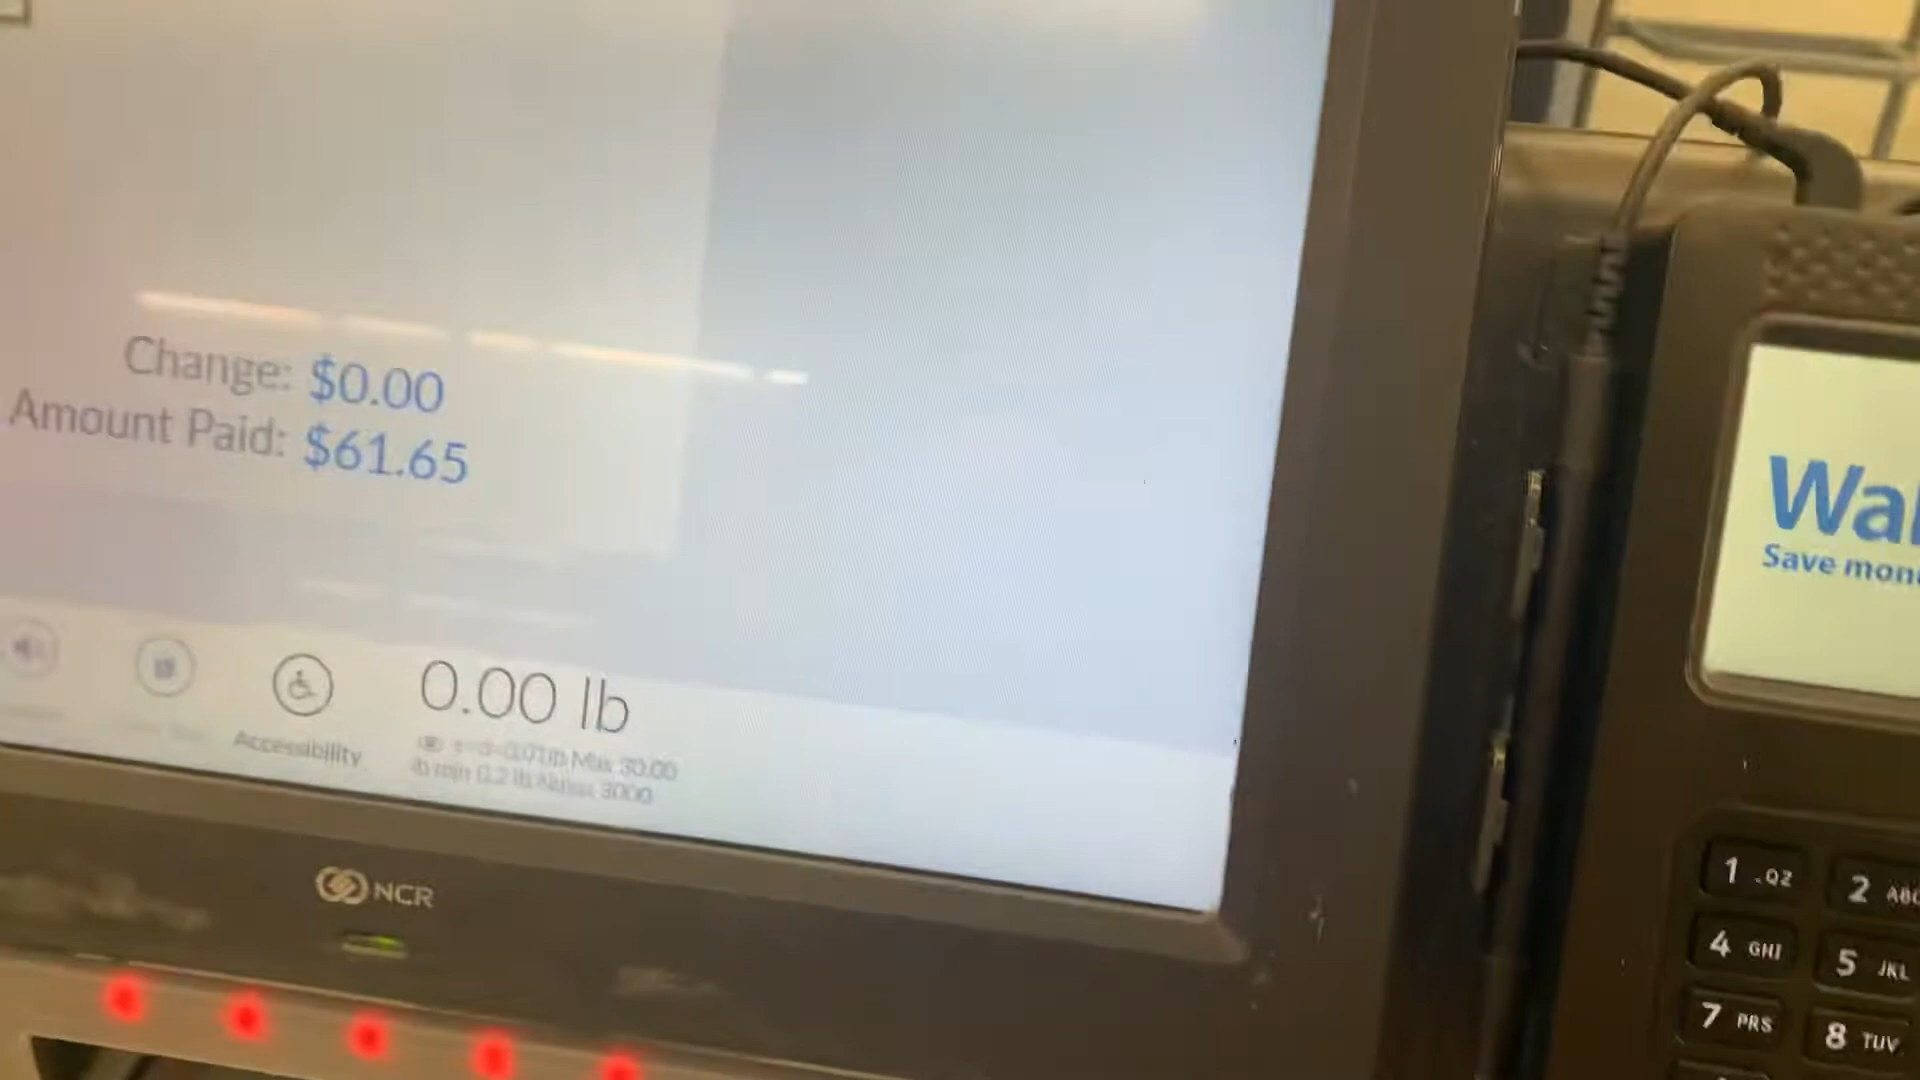 Change: $0.00
Amount Paid: $61.65
0.00 lb
Accessibility
NCR
Wal
Save mon
1 .QZ
2 ABC
4 GHI
5 JKL
7 PRS
8 TUV